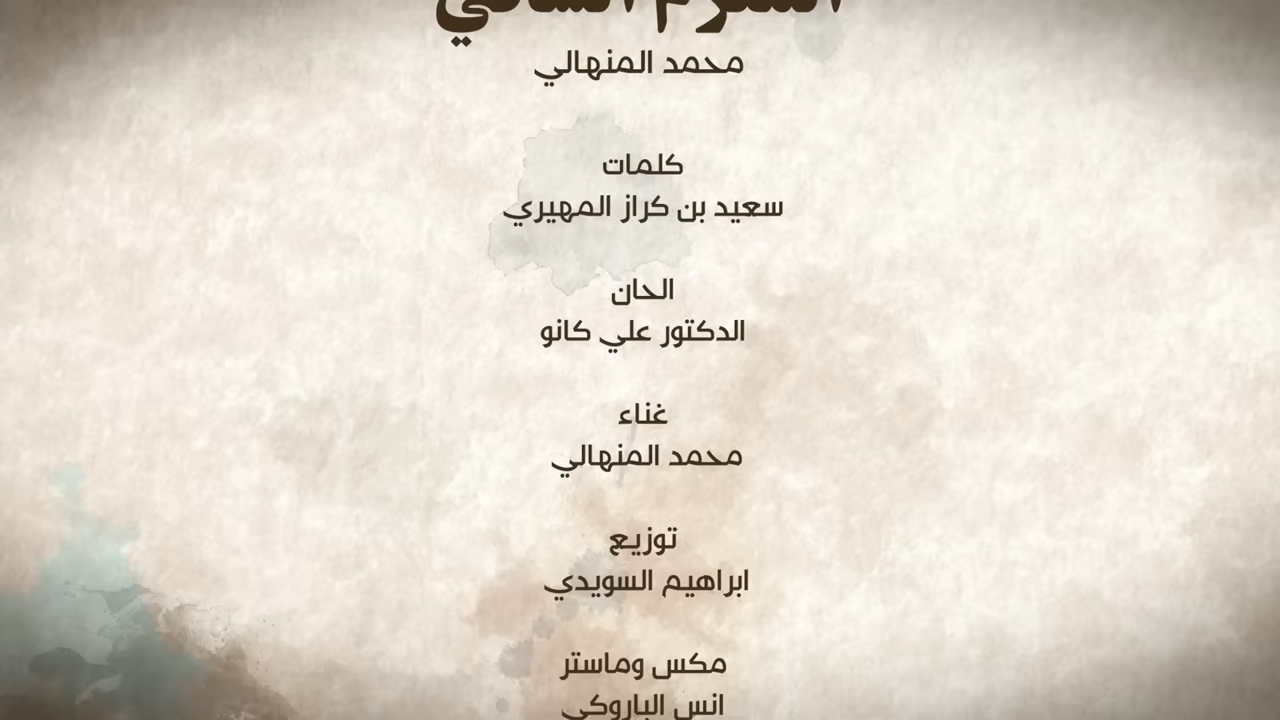 محمد المنهالي
كلمات
سعيد بن كراز المهيري
الحان
الدكتور علي كانو
غناء
محمد المنهالي
توزيع
ابراهيم السويدي
مكس وماستر
انس الباروكي